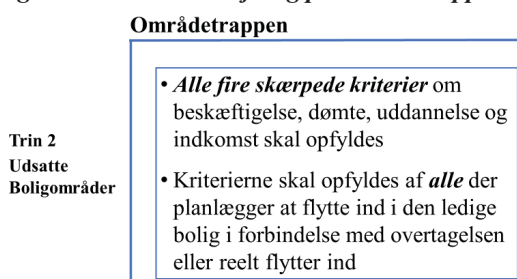 Områdetrappen
• Alle fire skærpede kriterier om
beskæftigelse, dømte, uddannelse og
indkomst skal opfyldes
Trin 2
Udsatte
Boligområder
• Kriterierne skal opfyldes af alle der
planlægger at flytte ind i den ledige
bolig i forbindelse med overtagelsen
eller reelt flytter ind